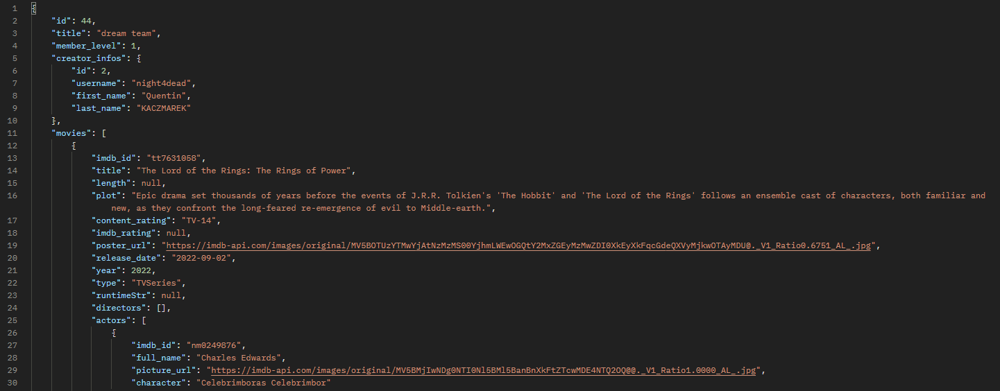 1 {
2 "id": 44,
3 "title": "dream team",
4 "member_level": 1,
5 "creator_infos": {
6 "id": 2,
7 "username": "night4dead",
8 "first_name": "Quentin",
9 "last_name": "KACZMAREK"
10 },
11 "movies": [
12 {
13 "imdb_id": "tt7631058",
14 "title": "The Lord of the Rings: The Rings of Power",
15 "length": null,
16 "plot": "Epic drama set thousands of years before the events of J.R.R. Tolkien's 'The Hobbit' and 'The Lord of the Rings' follows an ensemble cast of characters, both familiar and
new, as they confront the long-feared re-emergence of evil to Middle-earth.",
17 "content_rating": "TV-14",
18 "imdb_rating": null,
19 "poster_url": "https://imdb-api.com/images/original/MV5BOTUzYTMwYjAtNzMzMS00YjhmLWEwOGQtY2MxZGEyMzMwZDI0XkEyXkFqcGdeQXVyMjkwOTAyMDU@._V1_Ratio0.6751_AL_.jpg",
20 "release_date": "2022-09-02",
21 "year": 2022,
22 "type": "TVSeries",
23 "runtimeStr": null,
24 "directors": [],
25 "actors": [
26 {
27 "imdb_id": "nm0249876",
28 "full_name": "Charles Edwards",
29 "picture_url": "https://imdb-api.com/images/original/MV5BMjIwNDg0NTI0Nl5BMl5BanBnXkFtZTcwMDE4NTQ2OQ@@._V1_Ratio1.0000_AL_.jpg",
30 "character": "Celebrimboras Celebrimbor"